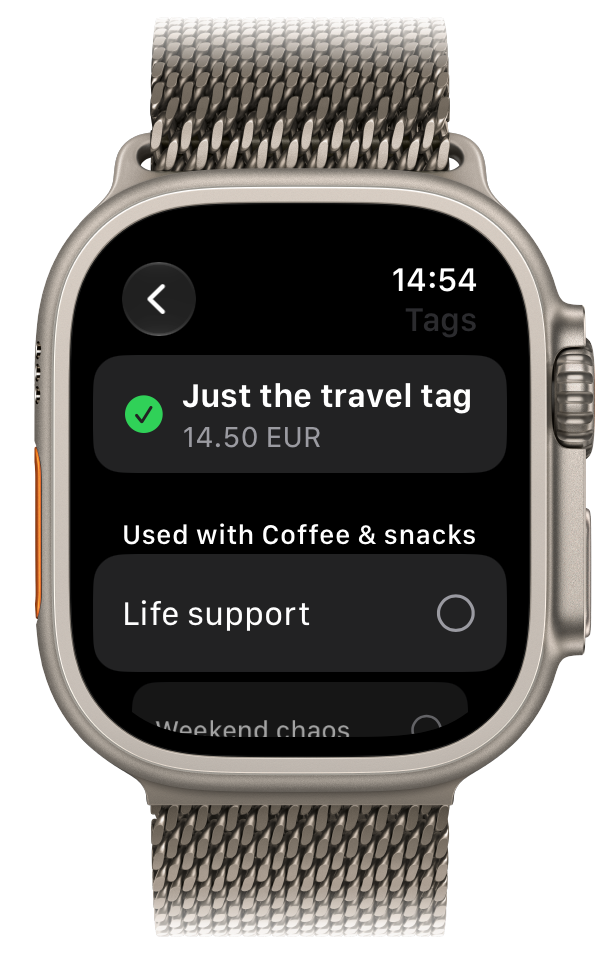 14:54
Tags
Just the travel tag
14.50 EUR
Used with Coffee & snacks
Life support
Weekend chaos